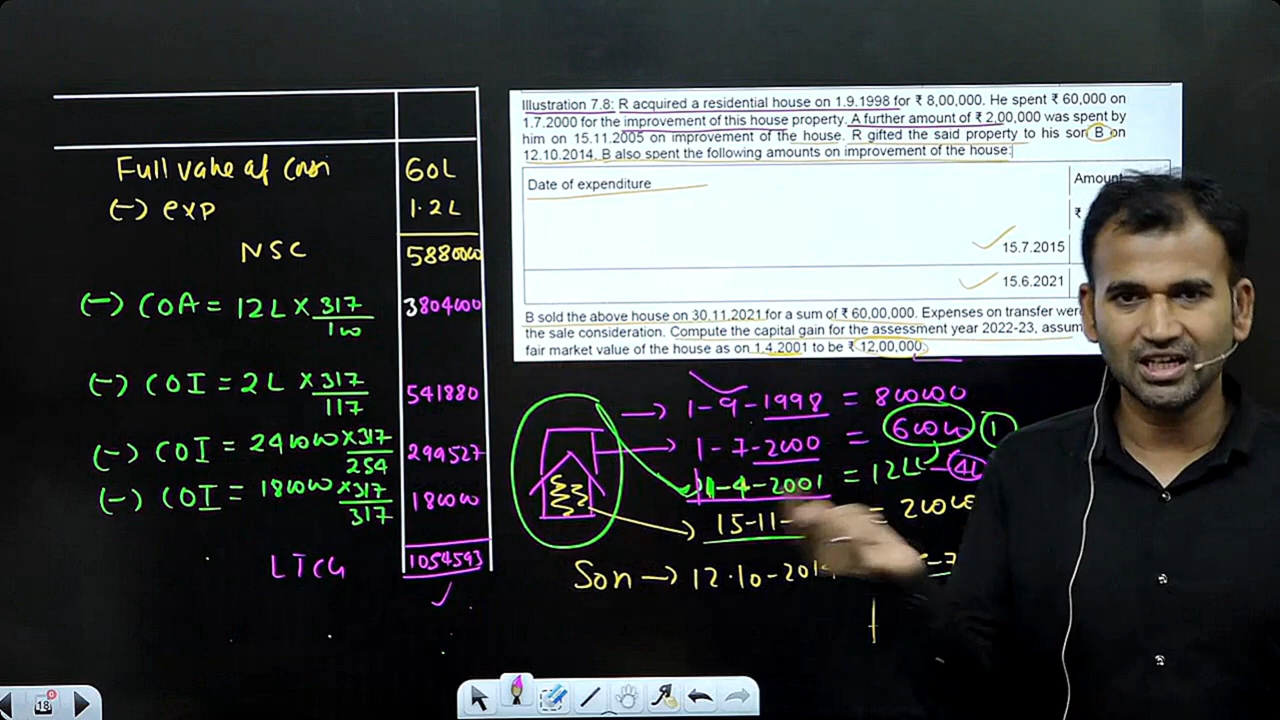 Full value of Consi 60L
(-) exp 1.2L
NSC 5880000
(-) COA = 12L × 317/100 3804000
(-) COI = 2L × 317/117 541880
(-) COI = 240000 × 317/254 299527
(-) COI = 180000 × 317/317 180000
LTCG 1054593
Illustration 7.8: R acquired a residential house on 1.9.1998 for ₹ 8,00,000. He spent ₹ 60,000 on
1.7.2000 for the improvement of this house property. A further amount of ₹ 2,00,000 was spent by
him on 15.11.2005 on improvement of the house. R gifted the said property to his son B on
12.10.2014. B also spent the following amounts on improvement of the house:
Date of expenditure Amount
₹
15.7.2015
15.6.2021
B sold the above house on 30.11.2021 for a sum of ₹ 60,00,000. Expenses on transfer were
the sale consideration. Compute the capital gain for the assessment year 2022-23, assum
fair market value of the house as on 1.4.2001 to be ₹ 12,00,000
→ 1-9-1998 = 800000
→ 1-7-2000 = 60000 1
1-4-2001 = 12L 4L
→ 15-11- = 2000
Son → 12.10-201 -7
18
0